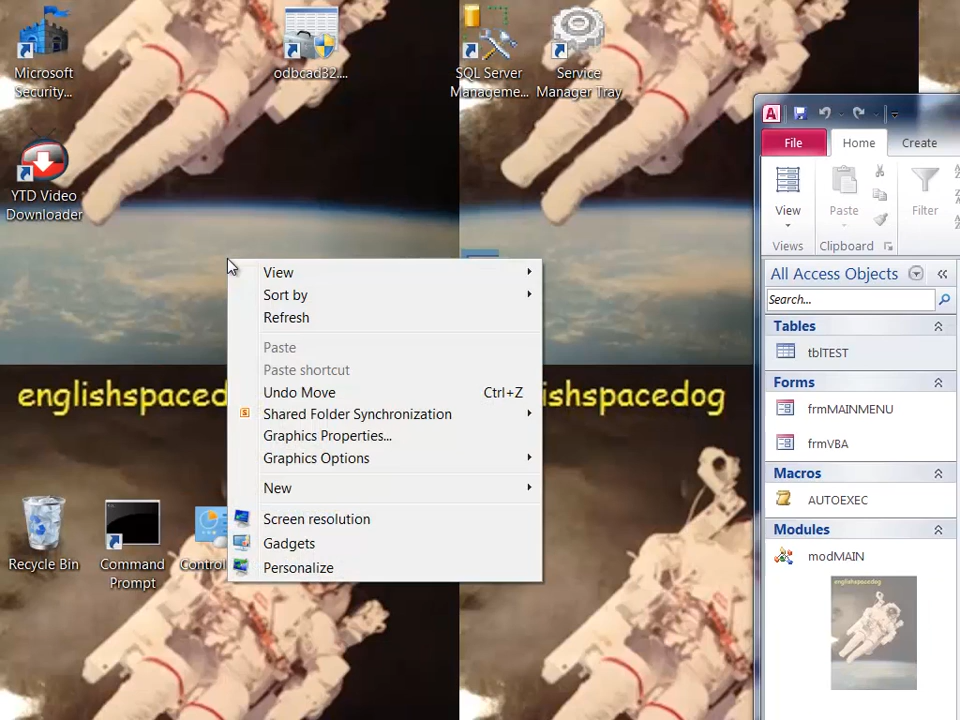 Microsoft
Security...
odbcad32....
SQL Server
Manageme...
Service
Manager Tray
YTD Video
Downloader
View
Sort by
Refresh
Paste
Paste shortcut
Undo Move Ctrl+Z
Shared Folder Synchronization
Graphics Properties...
Graphics Options
New
Screen resolution
Gadgets
Personalize
englishspaced
lishspacedog
Recycle Bin
Command
Prompt
Control
File
Home
Create
View
Paste
Filter
Views
Clipboard
All Access Objects
Search...
Tables
tblTEST
Forms
frmMAINMENU
frmVBA
Macros
AUTOEXEC
Modules
modMAIN
englishspacedog